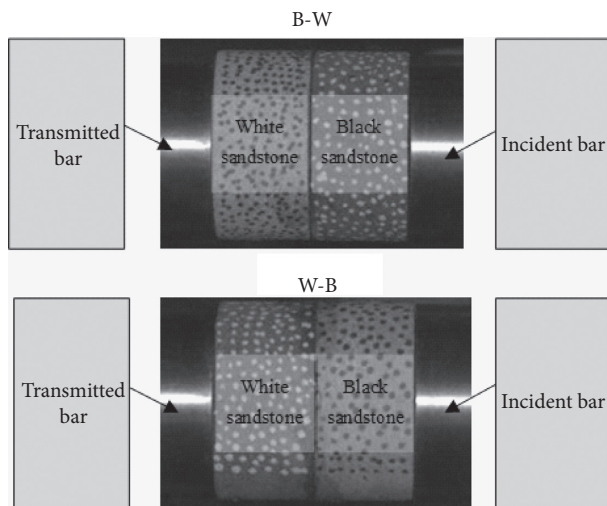 B-W
Transmitted
bar
White
sandstone
Black
sandstone
Incident bar
W-B
Transmitted
bar
White
sandstone
Black
sandstone
Incident bar